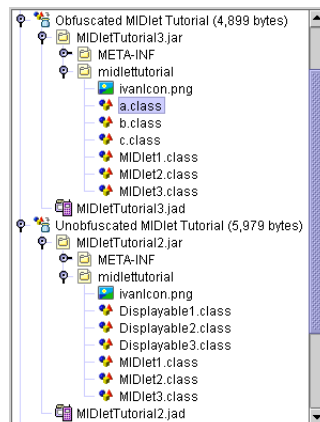 Obfuscated MIDlet Tutorial (4,899 bytes)
MIDletTutorial3.jar
META-INF
midlettutorial
ivanIcon.png
a.class
b.class
c.class
MIDlet1.class
MIDlet2.class
MIDlet3.class
MIDletTutorial3.jad
Unobfuscated MIDlet Tutorial (5,979 bytes)
MIDletTutorial2.jar
META-INF
midlettutorial
ivanIcon.png
Displayable1.class
Displayable2.class
Displayable3.class
MIDlet1.class
MIDlet2.class
MIDlet3.class
MIDletTutorial2.jad